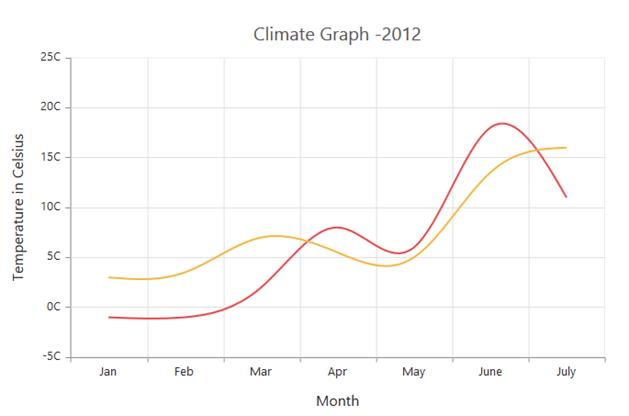 Climate Graph -2012
25C
20C
15C
10C
5C
0C
-5C
Temperature in Celsius
Jan Feb Mar Apr May June July
Month